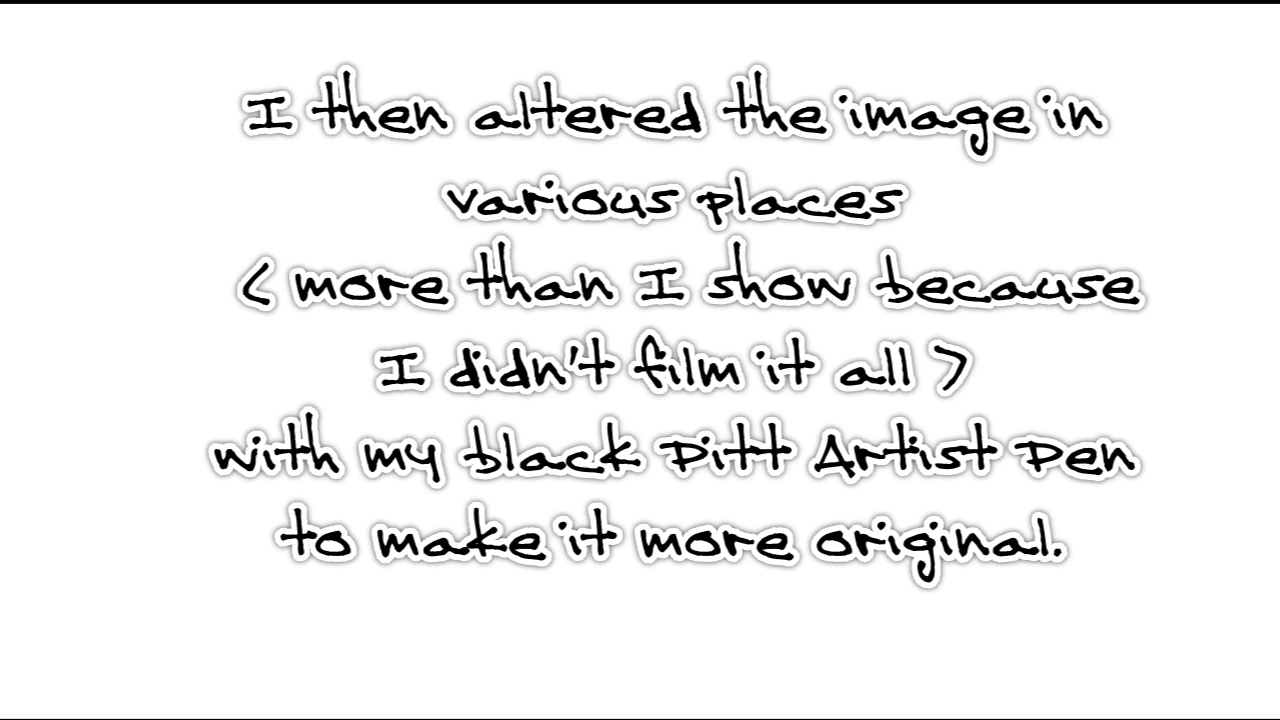 I then altered the image in
various places
( more than I show because
I didn't film it all )
with my black Pitt Artist Pen
to make it more original.